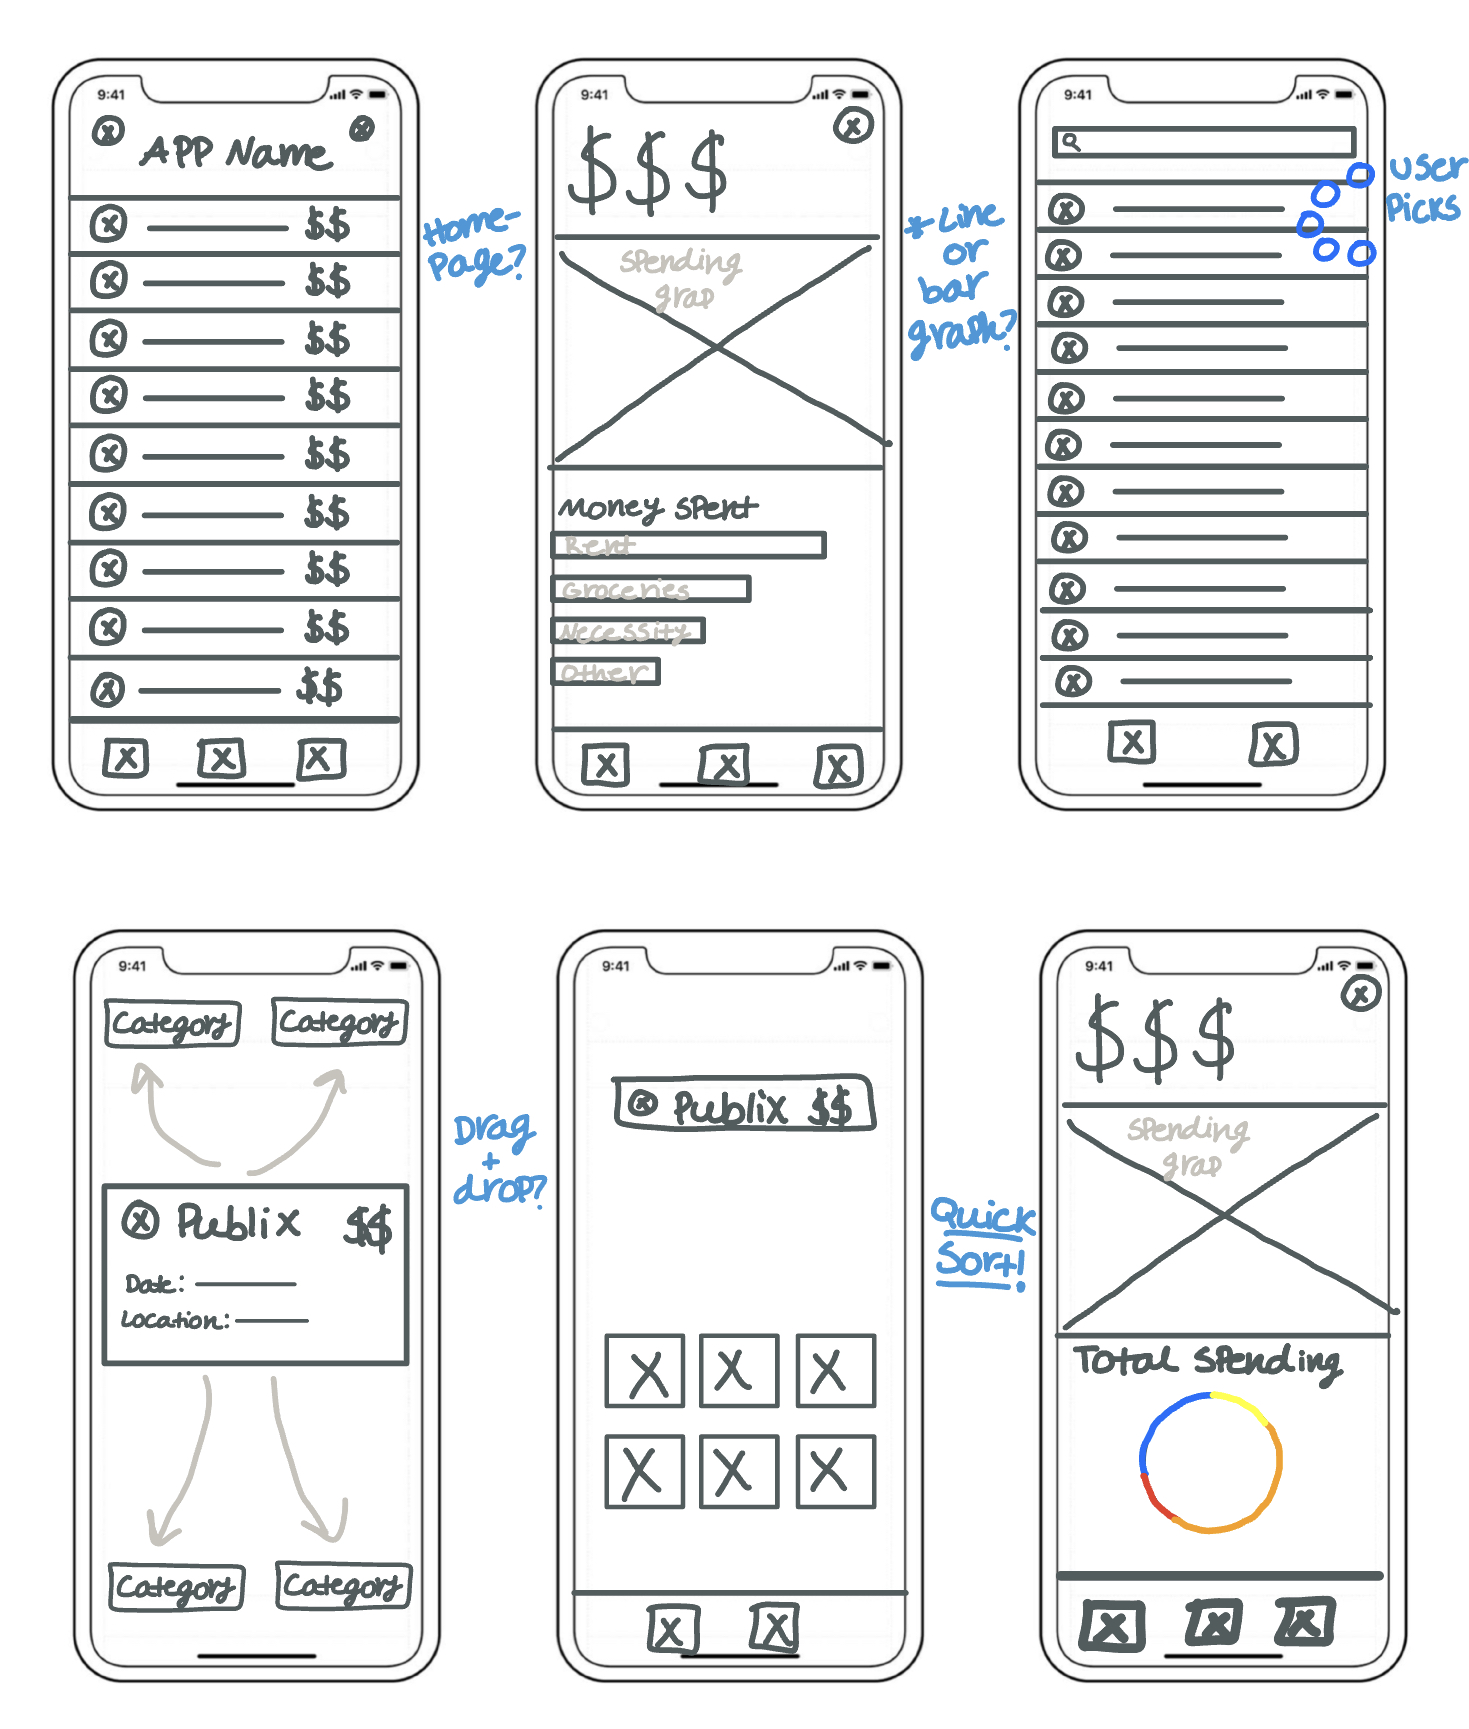 9:41
APP Name
$$
$$
$$
$$
$$
$$
$$
$$
$$
Home-
Page?
9:41
$$$
Spending
grap
Money Spent
Rent
Groceries
Necessity
Other
*Line
or
bar
graph?
9:41
user
Picks
9:41
Category
Category
Publix $$
Date:
Location:
Category
Category
Drag
+
drop?
9:41
Publix $$
Quick
Sort!
9:41
$$$
Spending
grap
Total Spending